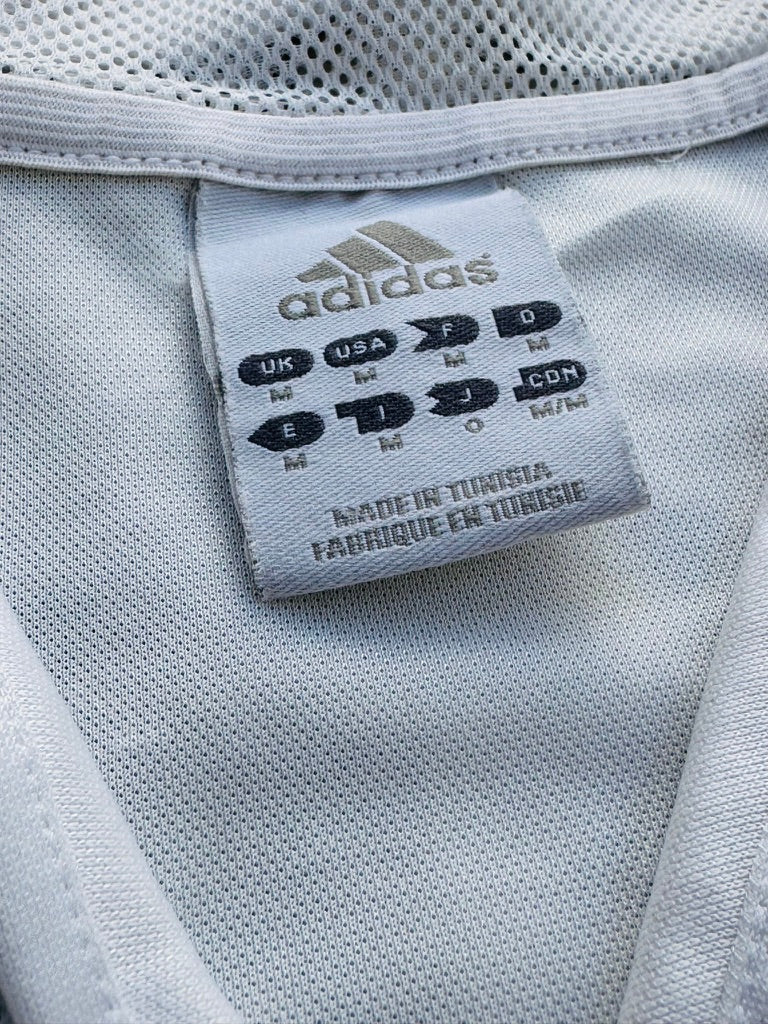 adidas
UK USA F D
M M M M
E I J CDN
M M O M/M
MADE IN TUNISIA
FABRIQUE EN TUNISIE